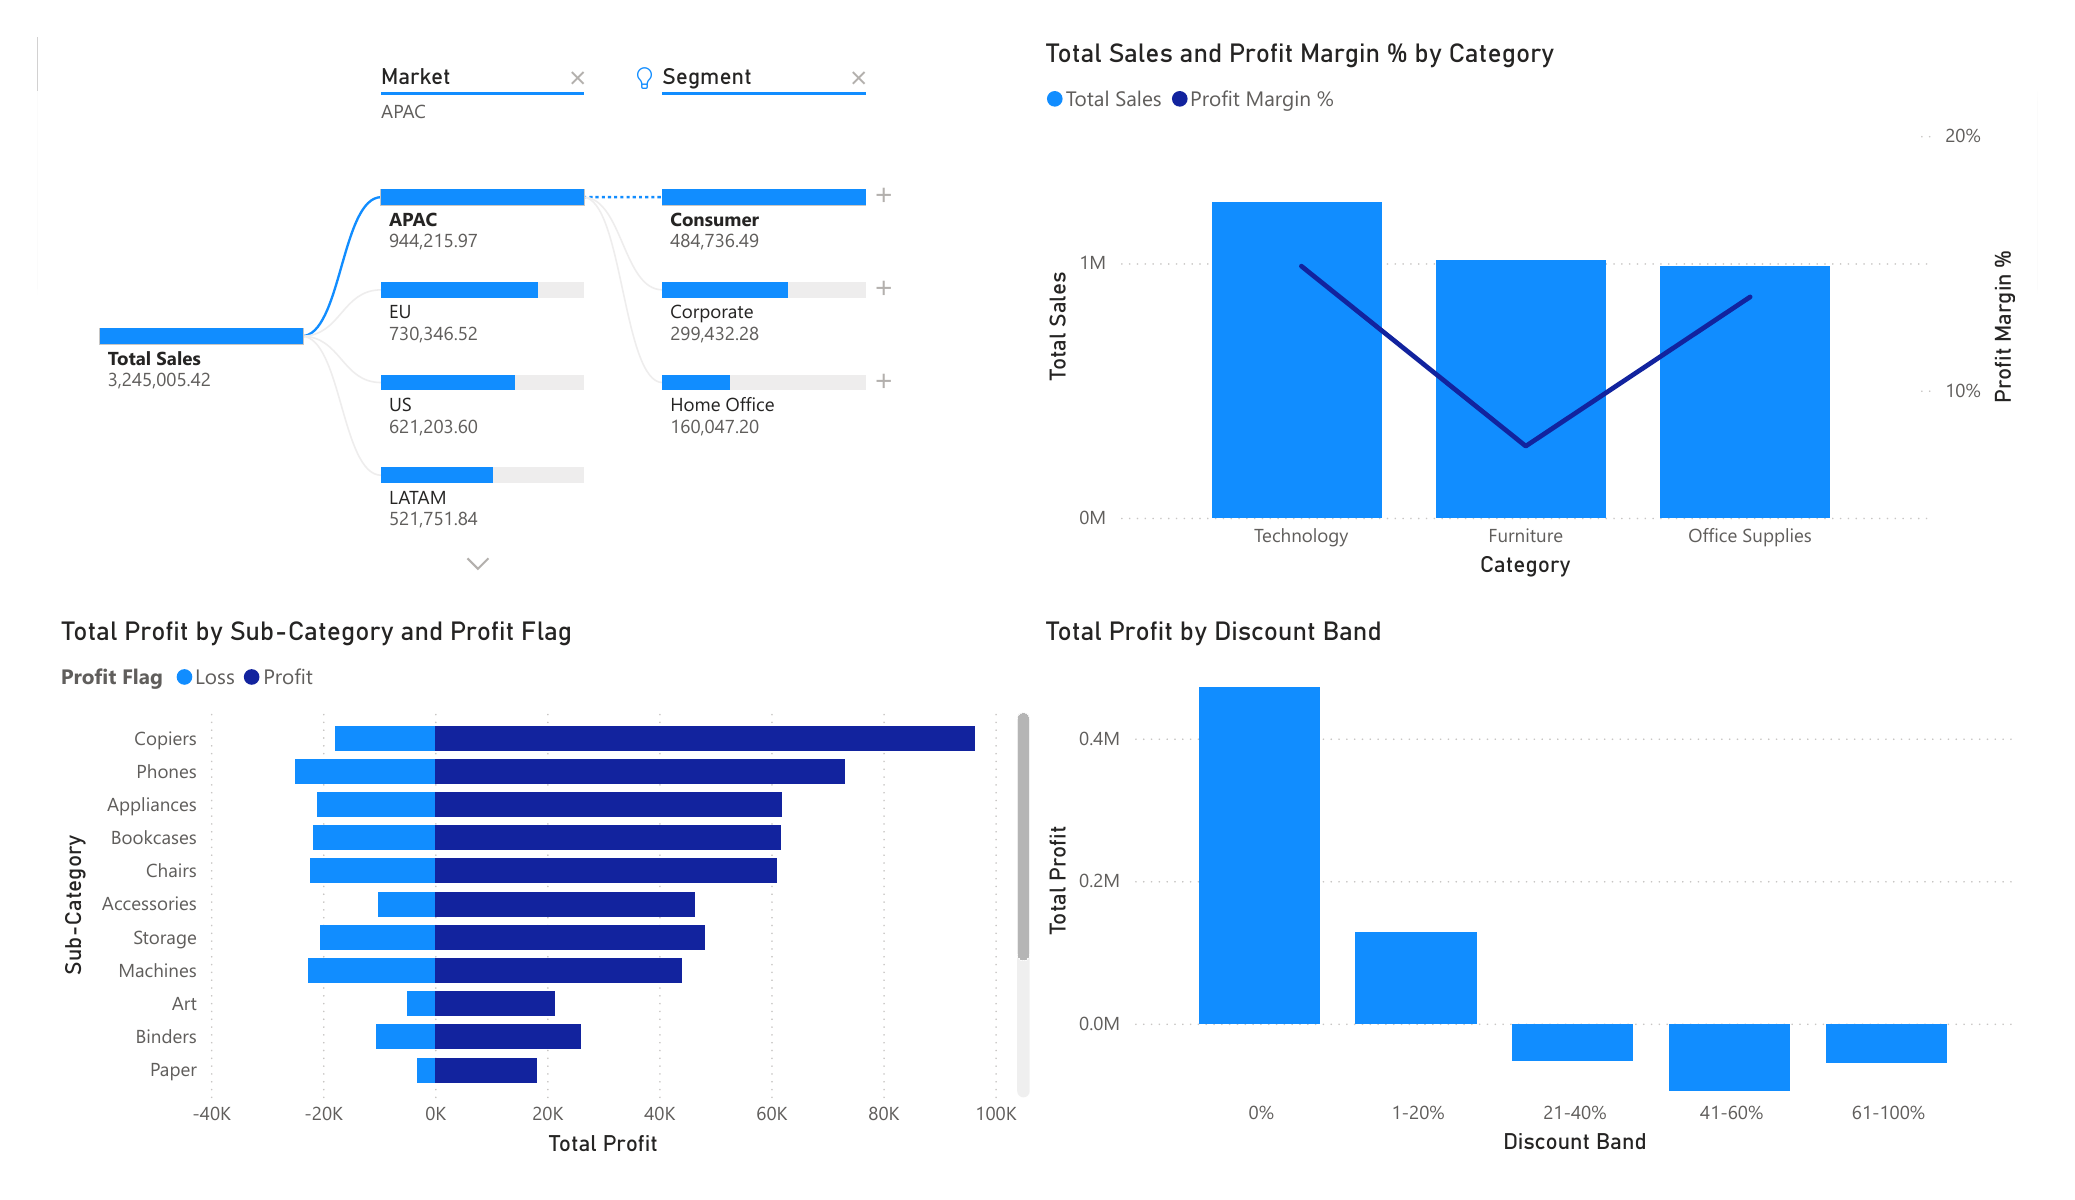 Market
Segment
APAC
APAC
944,215.97
Consumer
484,736.49
EU
730,346.52
Corporate
299,432.28
Total Sales
3,245,005.42
US
621,203.60
Home Office
160,047.20
LATAM
521,751.84
Total Sales and Profit Margin % by Category
Total Sales Profit Margin %
20%
1M
10%
0M
Total Sales
Profit Margin %
Technology Furniture Office Supplies
Category
Total Profit by Sub-Category and Profit Flag
Profit Flag Loss Profit
Sub-Category
Copiers
Phones
Appliances
Bookcases
Chairs
Accessories
Storage
Machines
Art
Binders
Paper
-40K -20K 0K 20K 40K 60K 80K 100K
Total Profit
Total Profit by Discount Band
Total Profit
0.4M
0.2M
0.0M
0% 1-20% 21-40% 41-60% 61-100%
Discount Band